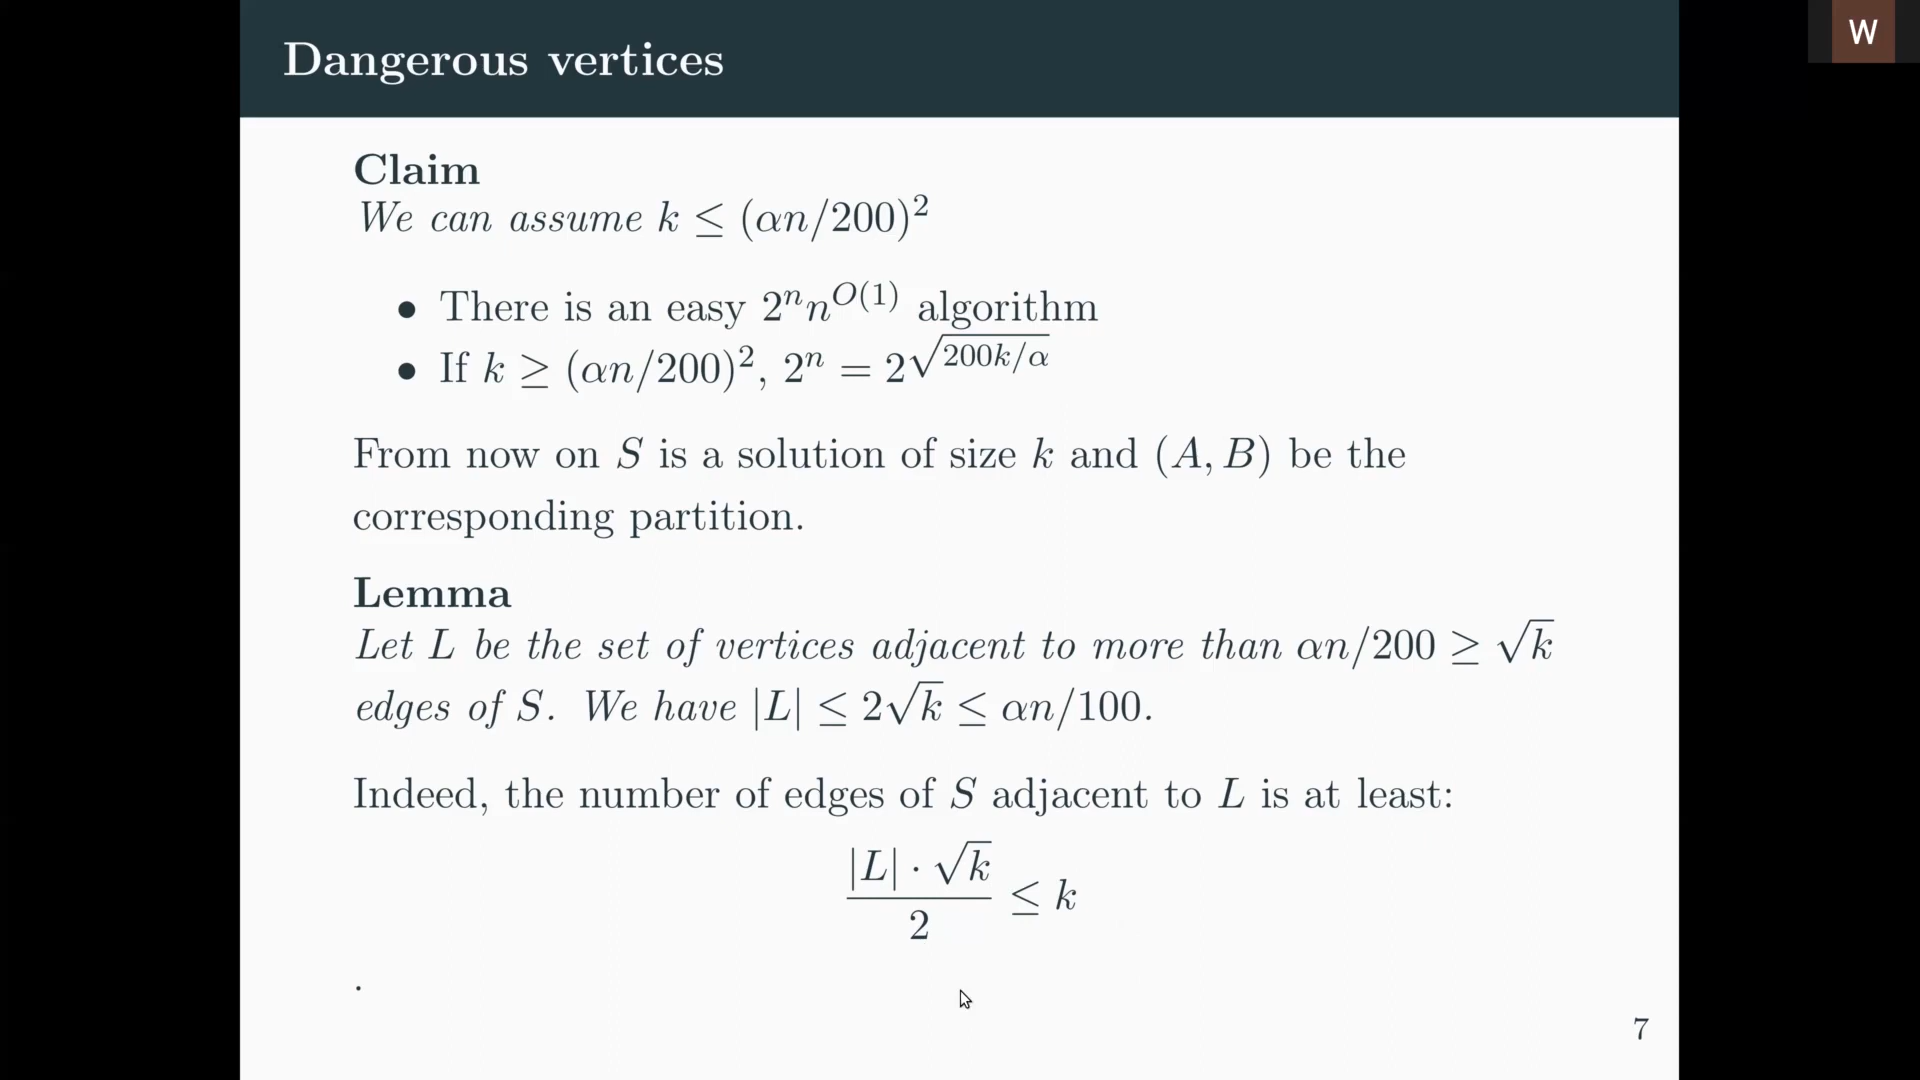 Dangerous vertices
W
Claim
We can assume k ≤ (αn/200)²
• There is an easy 2ⁿn^{O(1)} algorithm
• If k ≥ (αn/200)², 2ⁿ = 2^{√(200k/α)}
From now on S is a solution of size k and (A, B) be the
corresponding partition.
Lemma
Let L be the set of vertices adjacent to more than αn/200 ≥ √k
edges of S. We have |L| ≤ 2√k ≤ αn/100.
Indeed, the number of edges of S adjacent to L is at least:
|L| · √k / 2 ≤ k
.
7